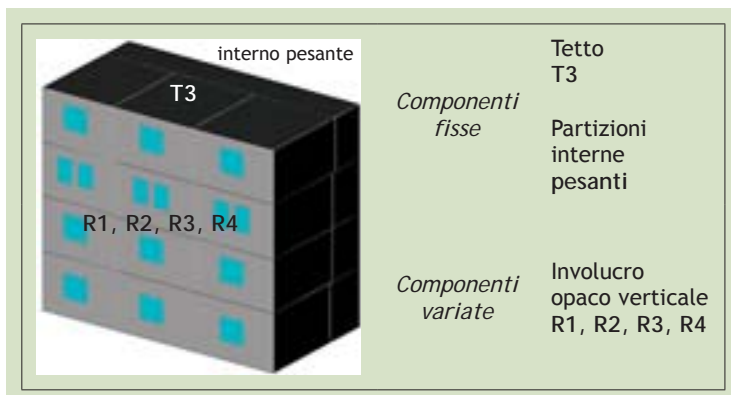 interno pesante
T3
R1, R2, R3, R4
Componenti
fisse
Tetto
T3
Partizioni
interne
pesanti
Componenti
variate
Involucro
opaco verticale
R1, R2, R3, R4